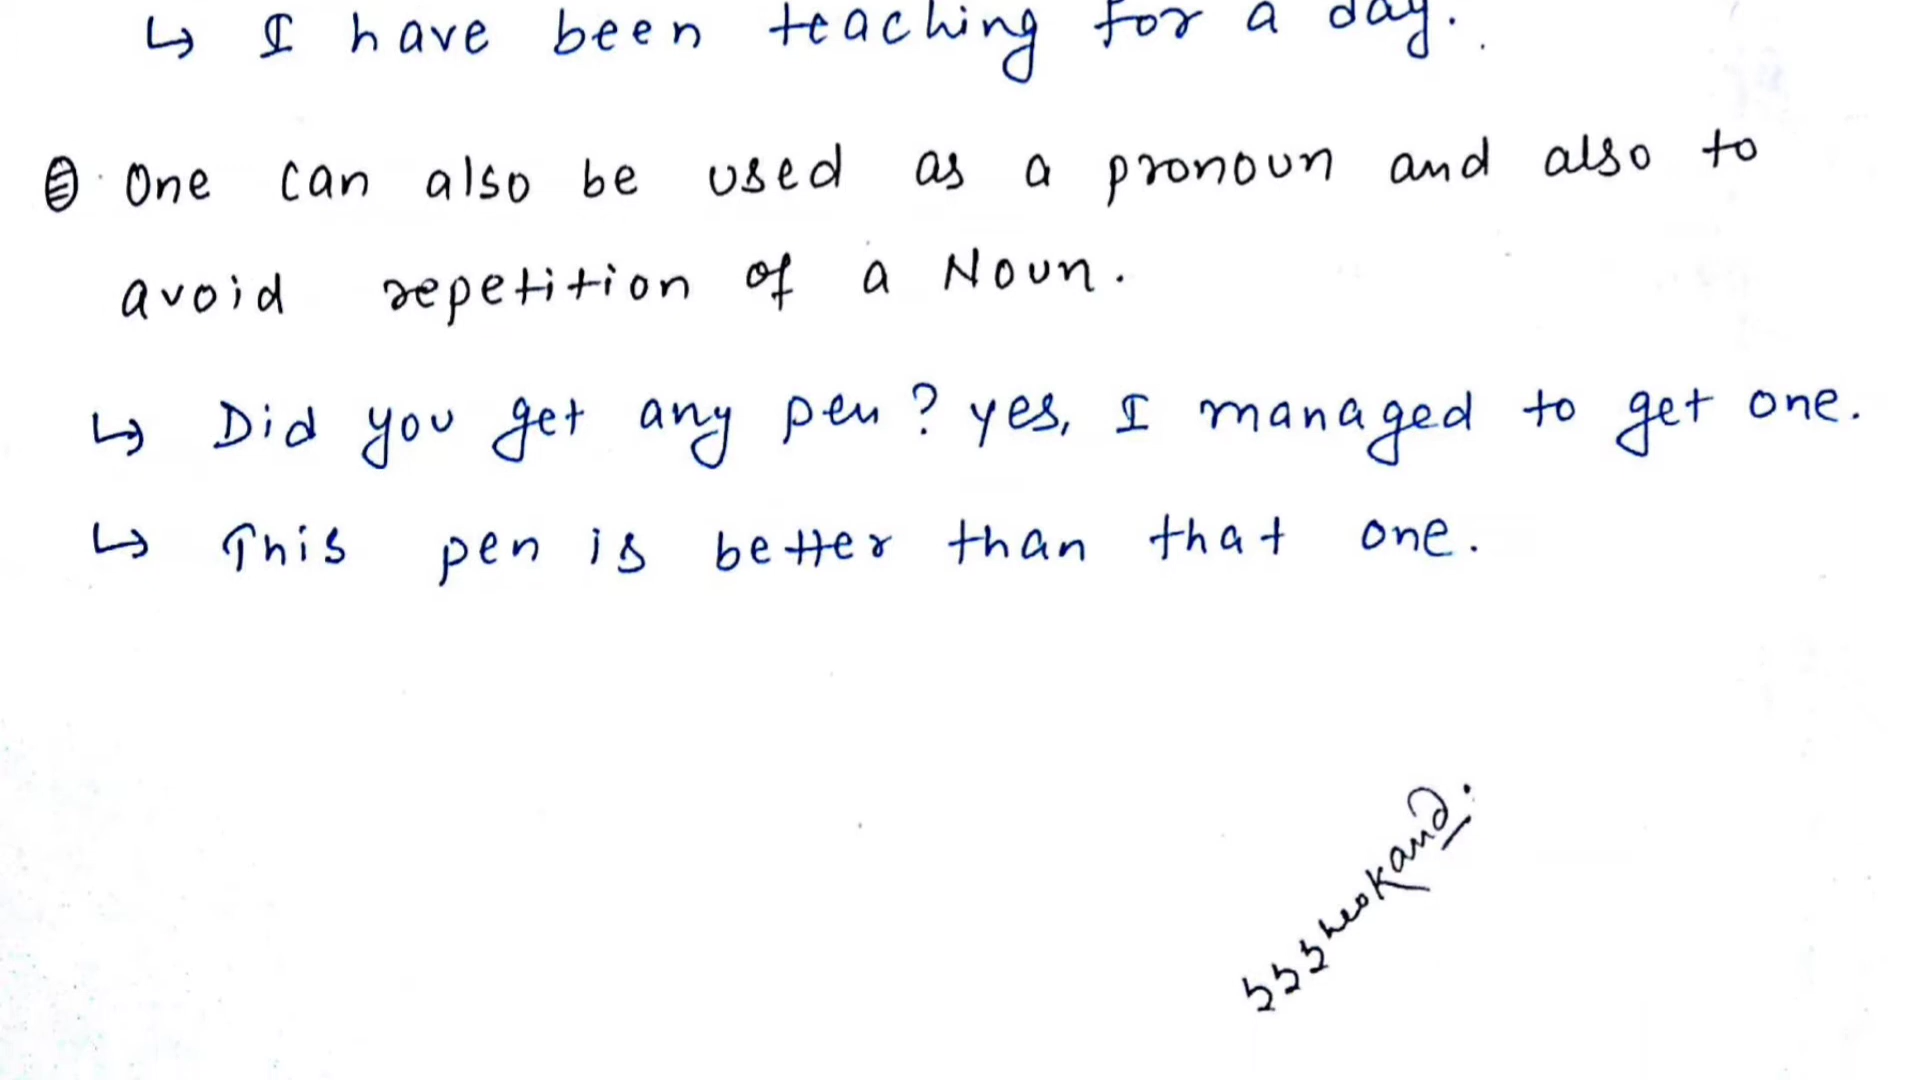 ↳ I have been teaching for a day.
One can also be used as a pronoun and also to
avoid repetition of a Noun.
↳ Did you get any pen? yes, I managed to get one.
↳ This pen is better than that one.